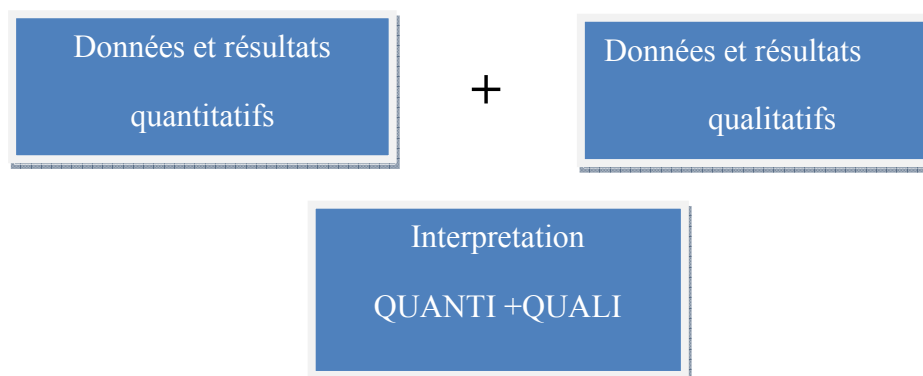 Données et résultats
quantitatifs
+
Données et résultats
qualitatifs
Interpretation
QUANTI +QUALI